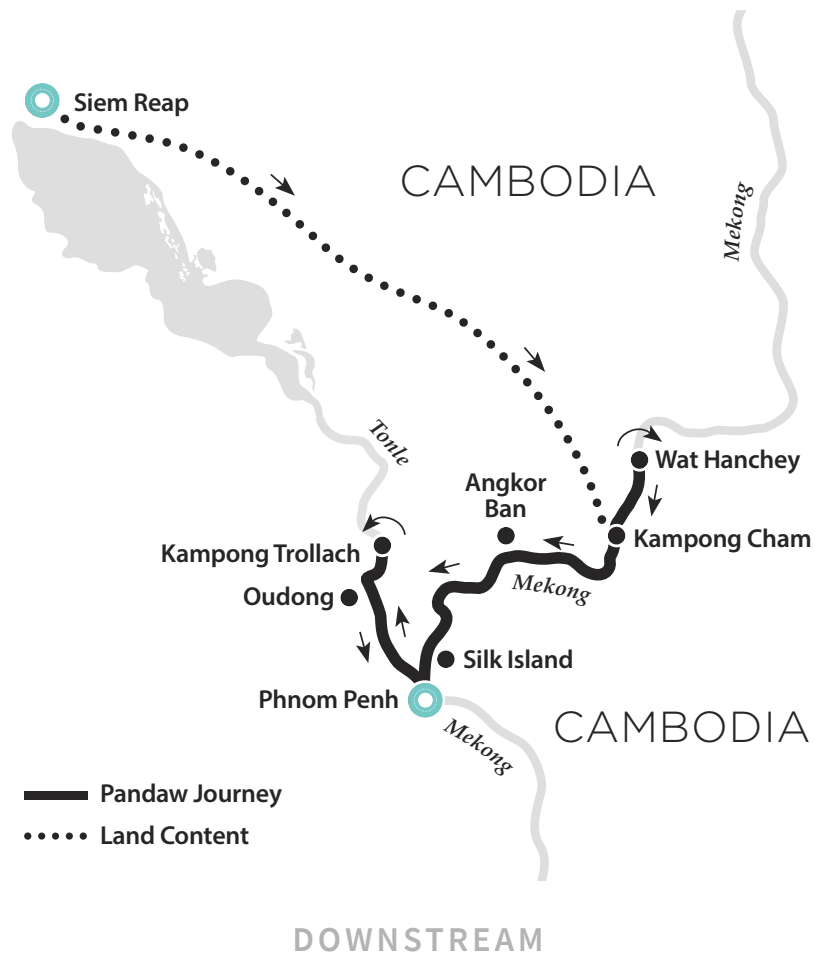 Siem Reap
CAMBODIA
Mekong
Tonle
Wat Hanchey
Angkor
Ban
Kampong Cham
Kampong Trollach
Mekong
Oudong
Silk Island
Phnom Penh
CAMBODIA
Mekong
Pandaw Journey
Land Content
DOWNSTREAM